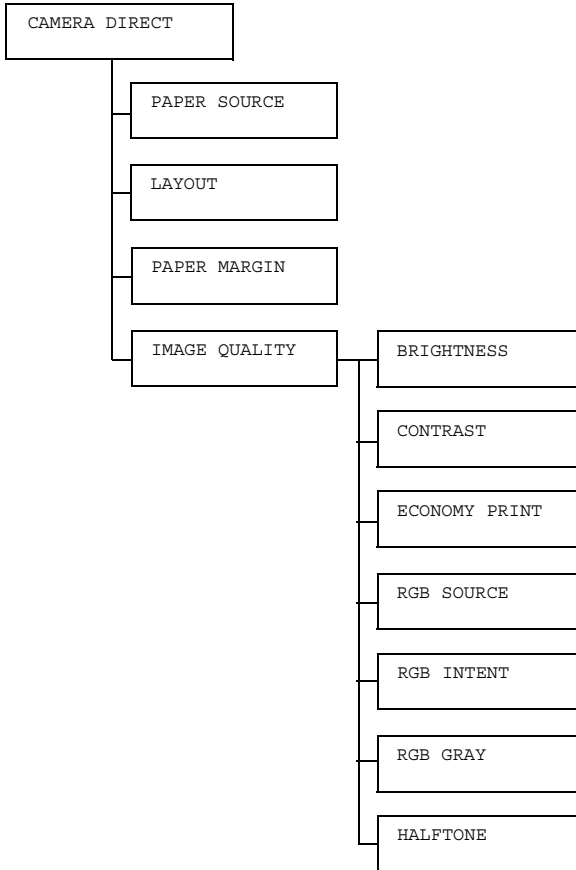 CAMERA DIRECT
PAPER SOURCE
LAYOUT
PAPER MARGIN
IMAGE QUALITY
BRIGHTNESS
CONTRAST
ECONOMY PRINT
RGB SOURCE
RGB INTENT
RGB GRAY
HALFTONE